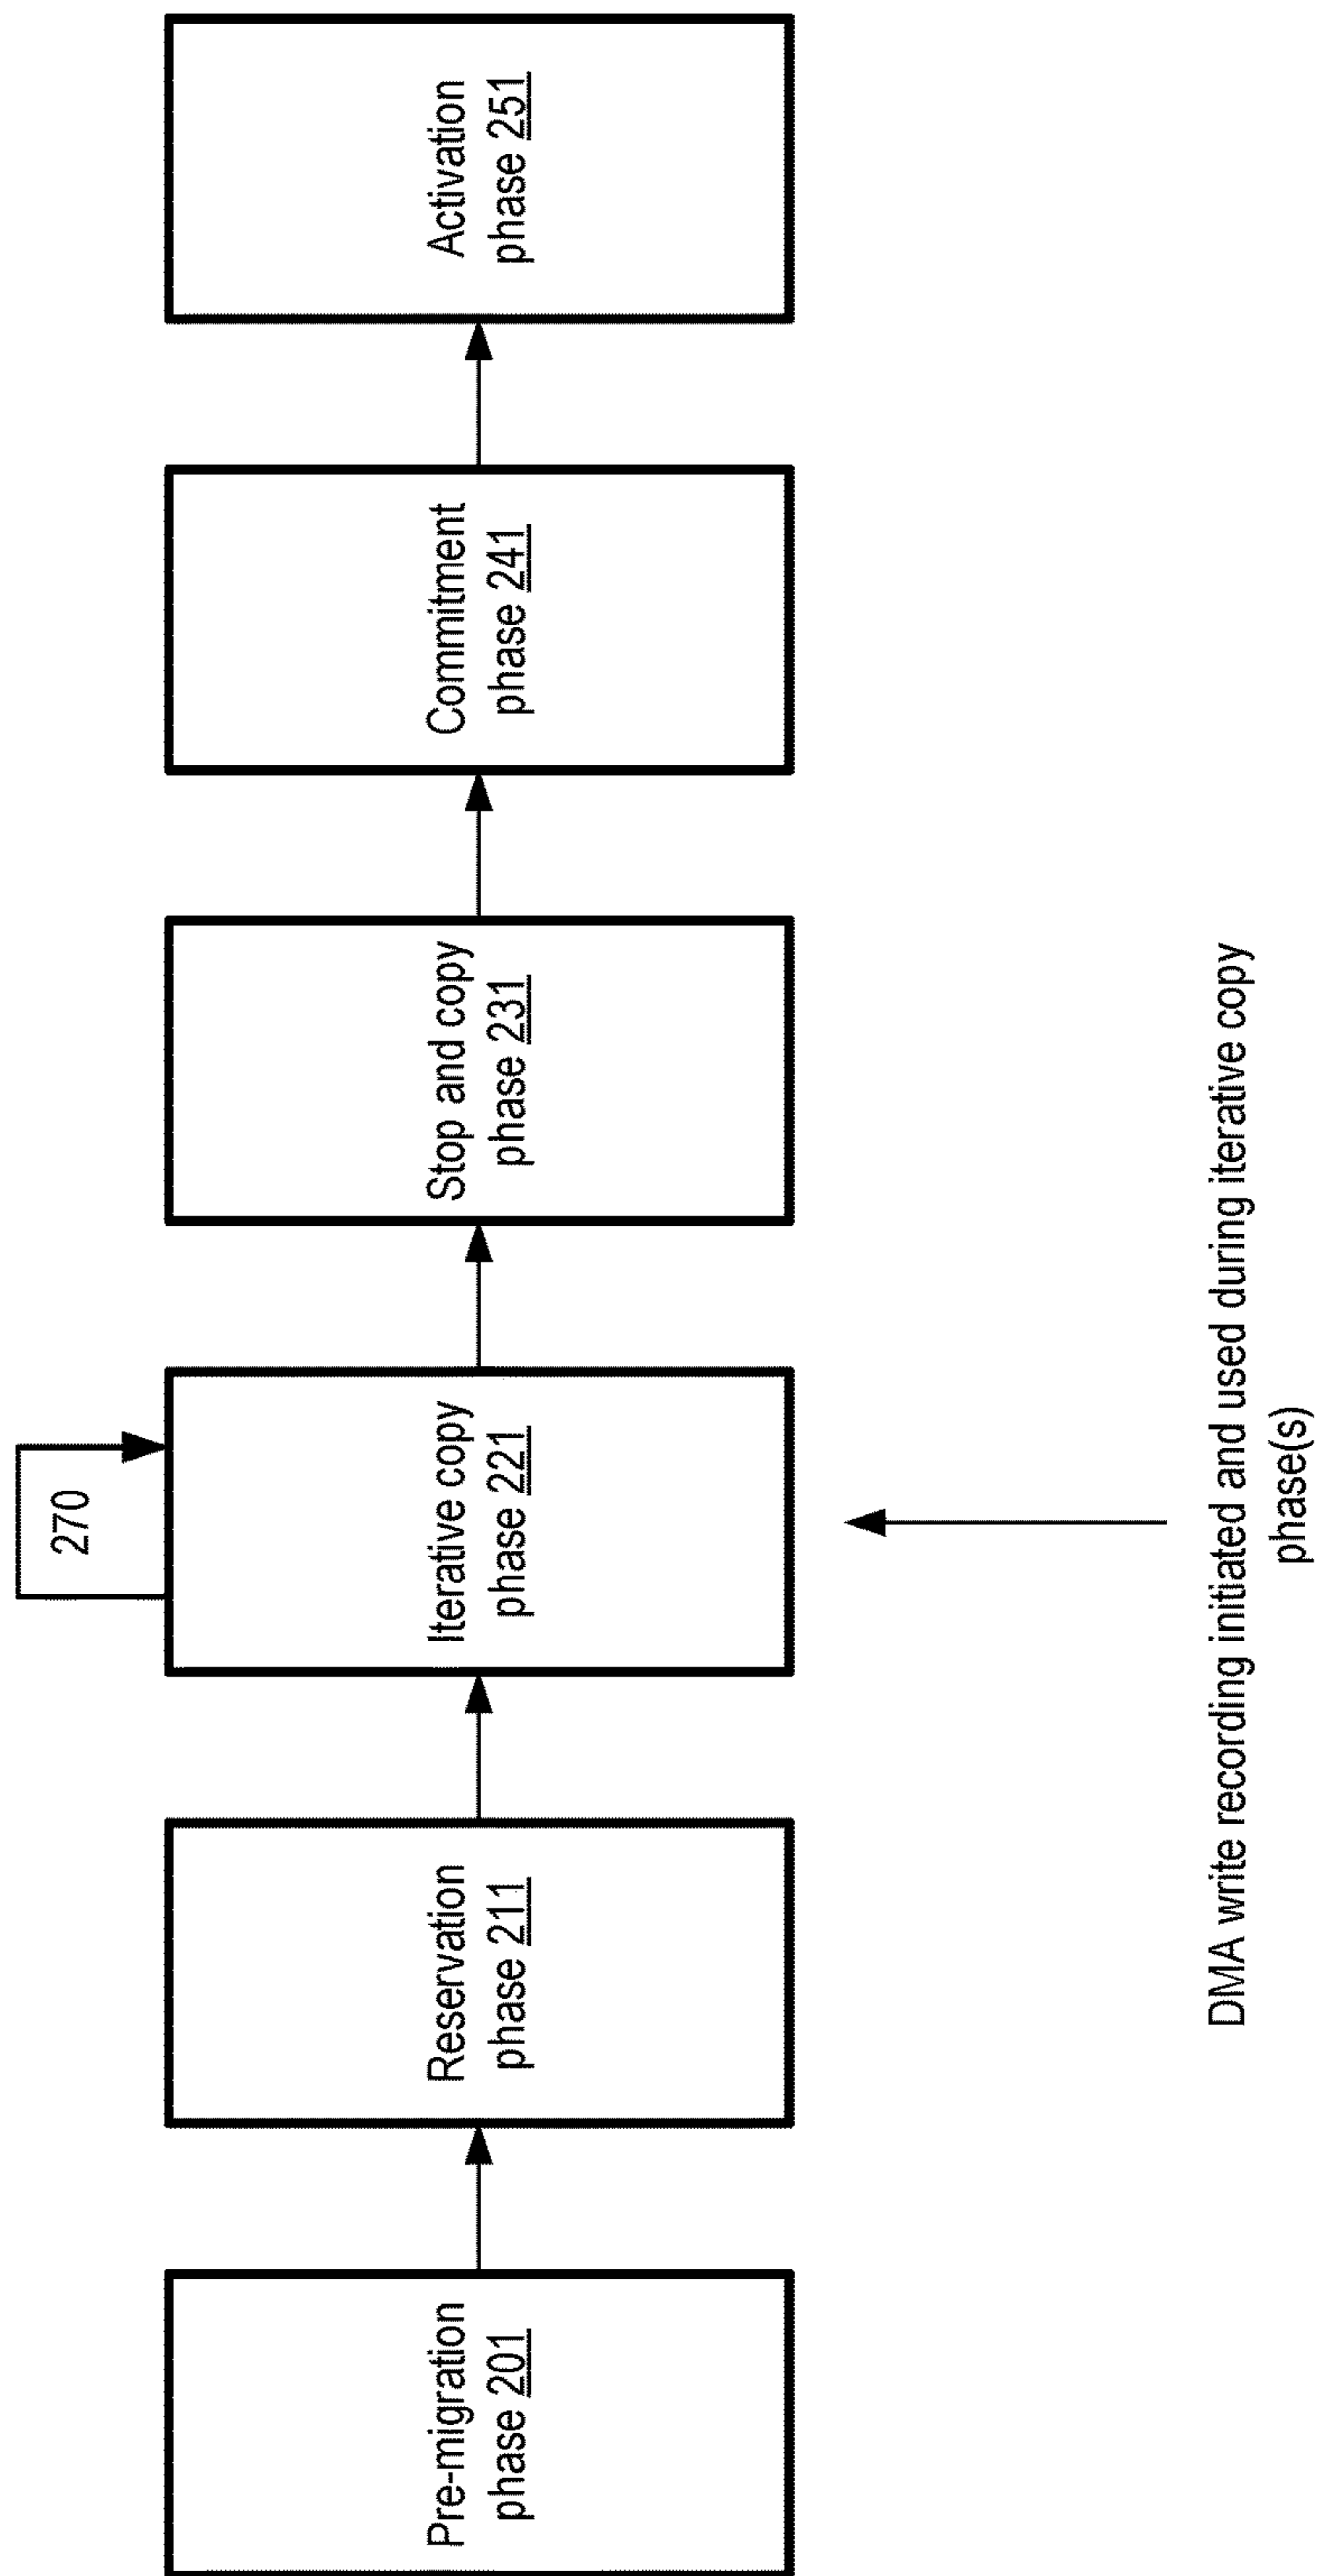 270
Pre-migration
phase 201
Reservation
phase 211
Iterative copy
phase 221
Stop and copy
phase 231
Commitment
phase 241
Activation
phase 251
DMA write recording initiated and used during iterative copy
phase(s)